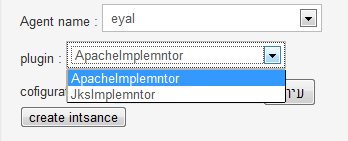 Agent name : eyal
plugin : ApacheImplemntor
ApacheImplemntor
JksImplemntor
create intsance